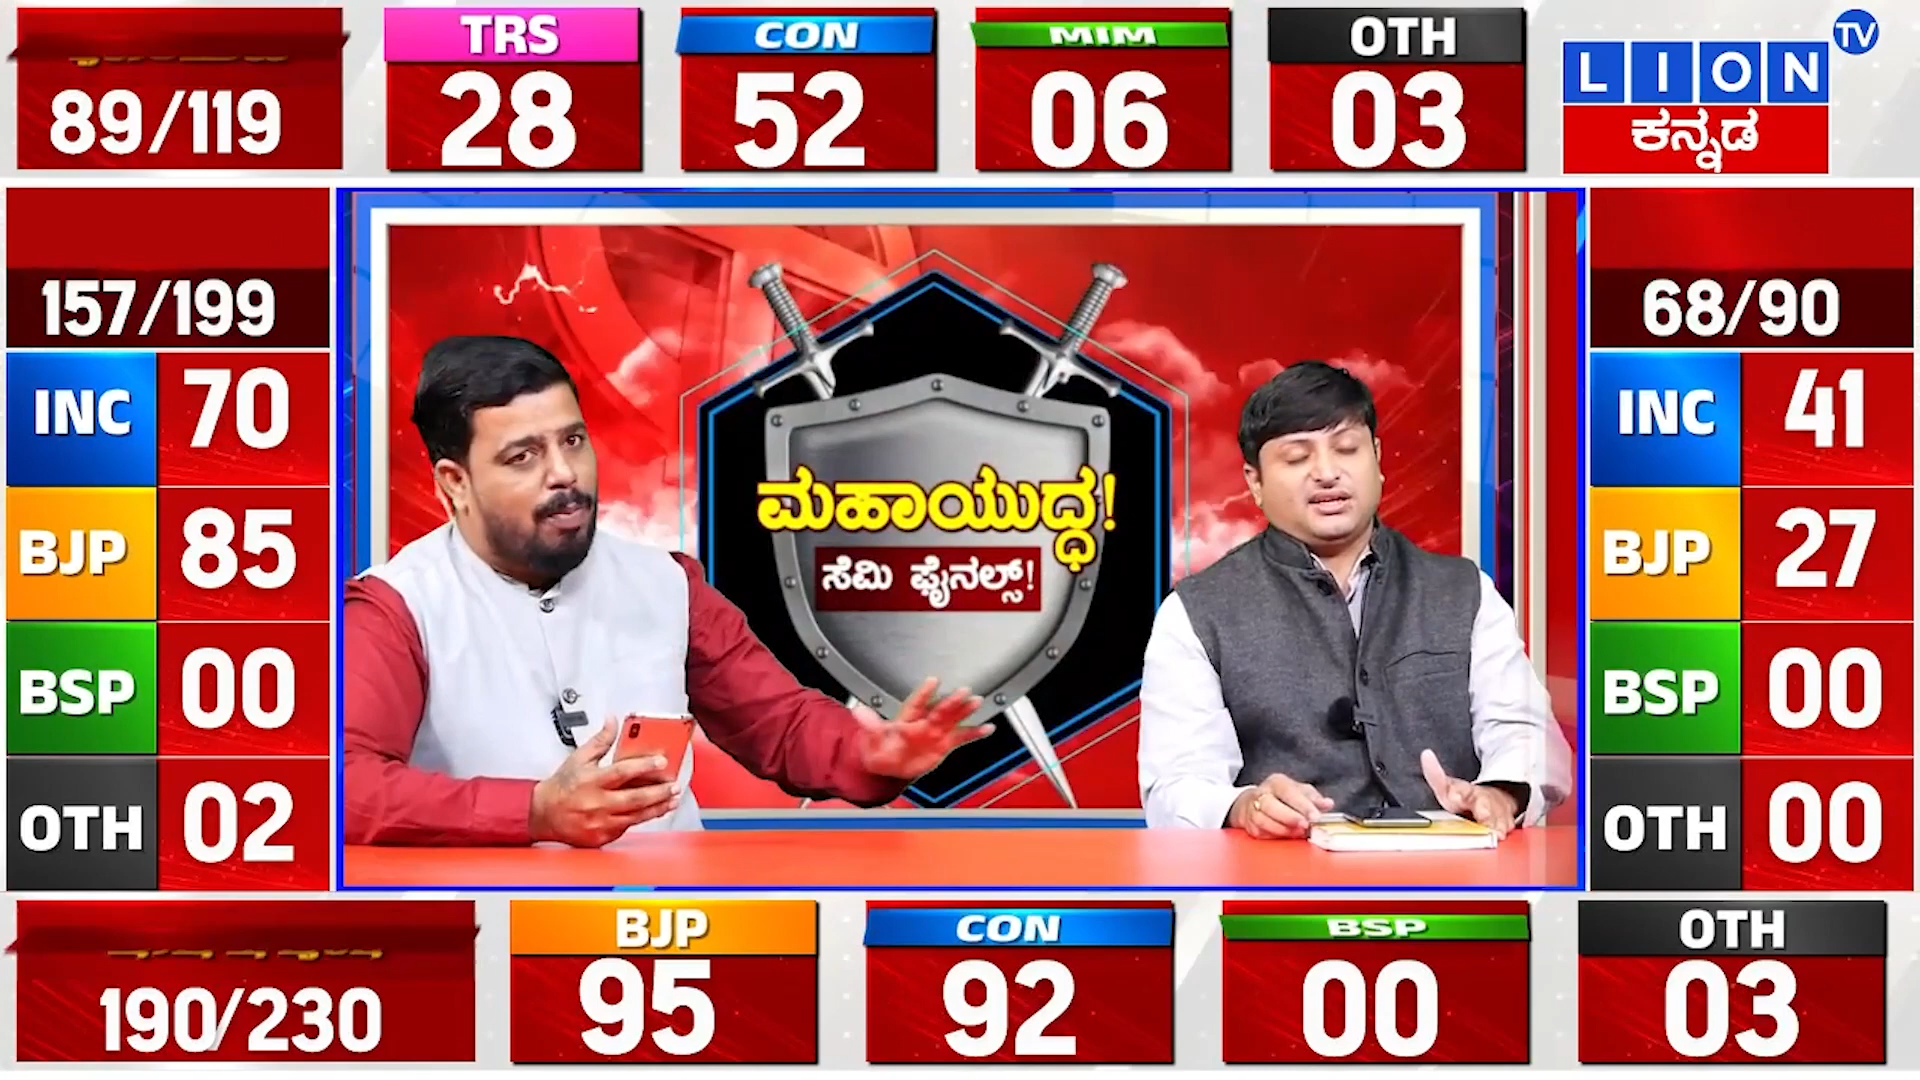 89/119
TRS
28
CON
52
MIM
06
OTH
03
LION TV
ಕನ್ನಡ
157/199
INC 70
BJP 85
BSP 00
OTH 02
ಮಹಾಯುದ್ಧ!
ಸೆಮಿ ಫೈನಲ್ಸ್!
68/90
INC 41
BJP 27
BSP 00
OTH 00
190/230
BJP
95
CON
92
BSP
00
OTH
03